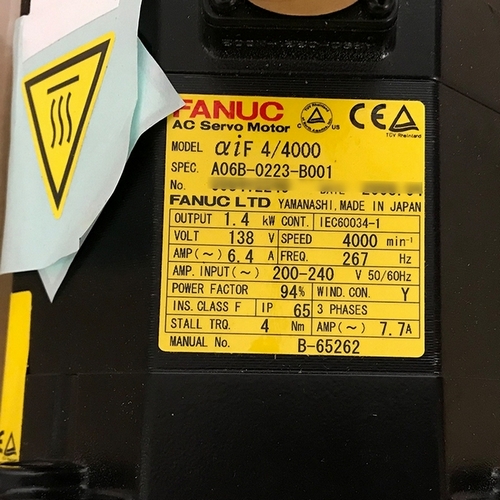 FANUC
AC Servo Motor
C US
CE
TÜV Rheinland
MODEL αiF 4/4000
SPEC. A06B-0223-B001
No. DATE
FANUC LTD YAMANASHI, MADE IN JAPAN
OUTPUT 1.4 kW CONT. IEC60034-1
VOLT 138 V SPEED 4000 min⁻¹
AMP(~) 6.4 A FREQ. 267 Hz
AMP. INPUT(~) 200-240 V 50/60Hz
POWER FACTOR 94% WIND. CON. Y
INS. CLASS F IP 65 3 PHASES
STALL TRQ. 4 Nm AMP(~) 7.7A
MANUAL No. B-65262